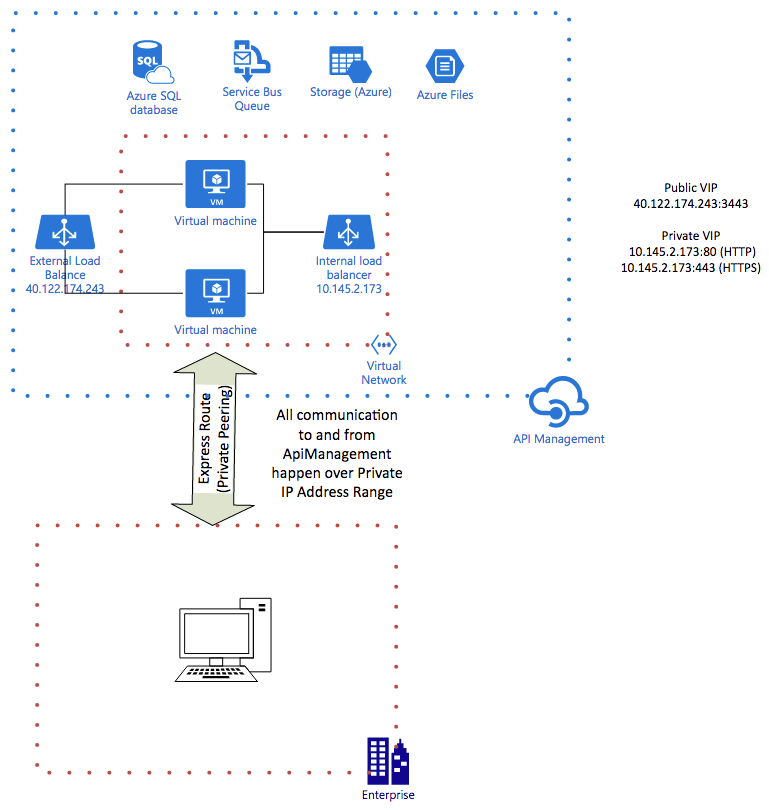 SQL
Azure SQL
database
Service Bus
Queue
Storage (Azure)
Azure Files
VM
Virtual machine
External Load
Balance
40.122.174.243
Internal load
balancer
10.145.2.173
VM
Virtual machine
Virtual
Network
Public VIP
40.122.174.243:3443
Private VIP
10.145.2.173:80 (HTTP)
10.145.2.173:443 (HTTPS)
API Management
Express Route
(Private Peering)
All communication
to and from
ApiManagement
happen over Private
IP Address Range
Enterprise